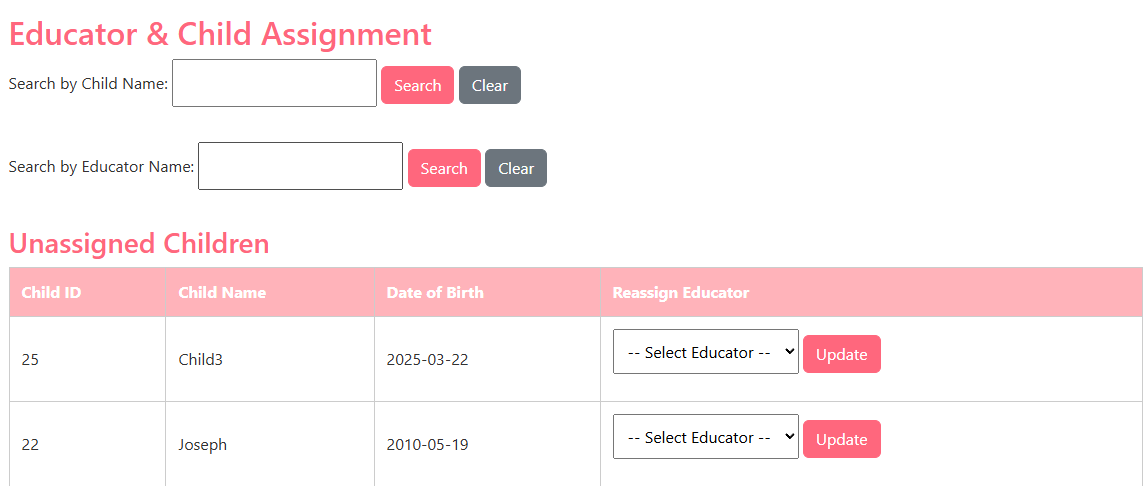 Educator & Child Assignment
Search by Child Name: Search Clear
Search by Educator Name: Search Clear
Unassigned Children
Child ID Child Name Date of Birth Reassign Educator
25 Child3 2025-03-22 -- Select Educator -- Update
22 Joseph 2010-05-19 -- Select Educator -- Update